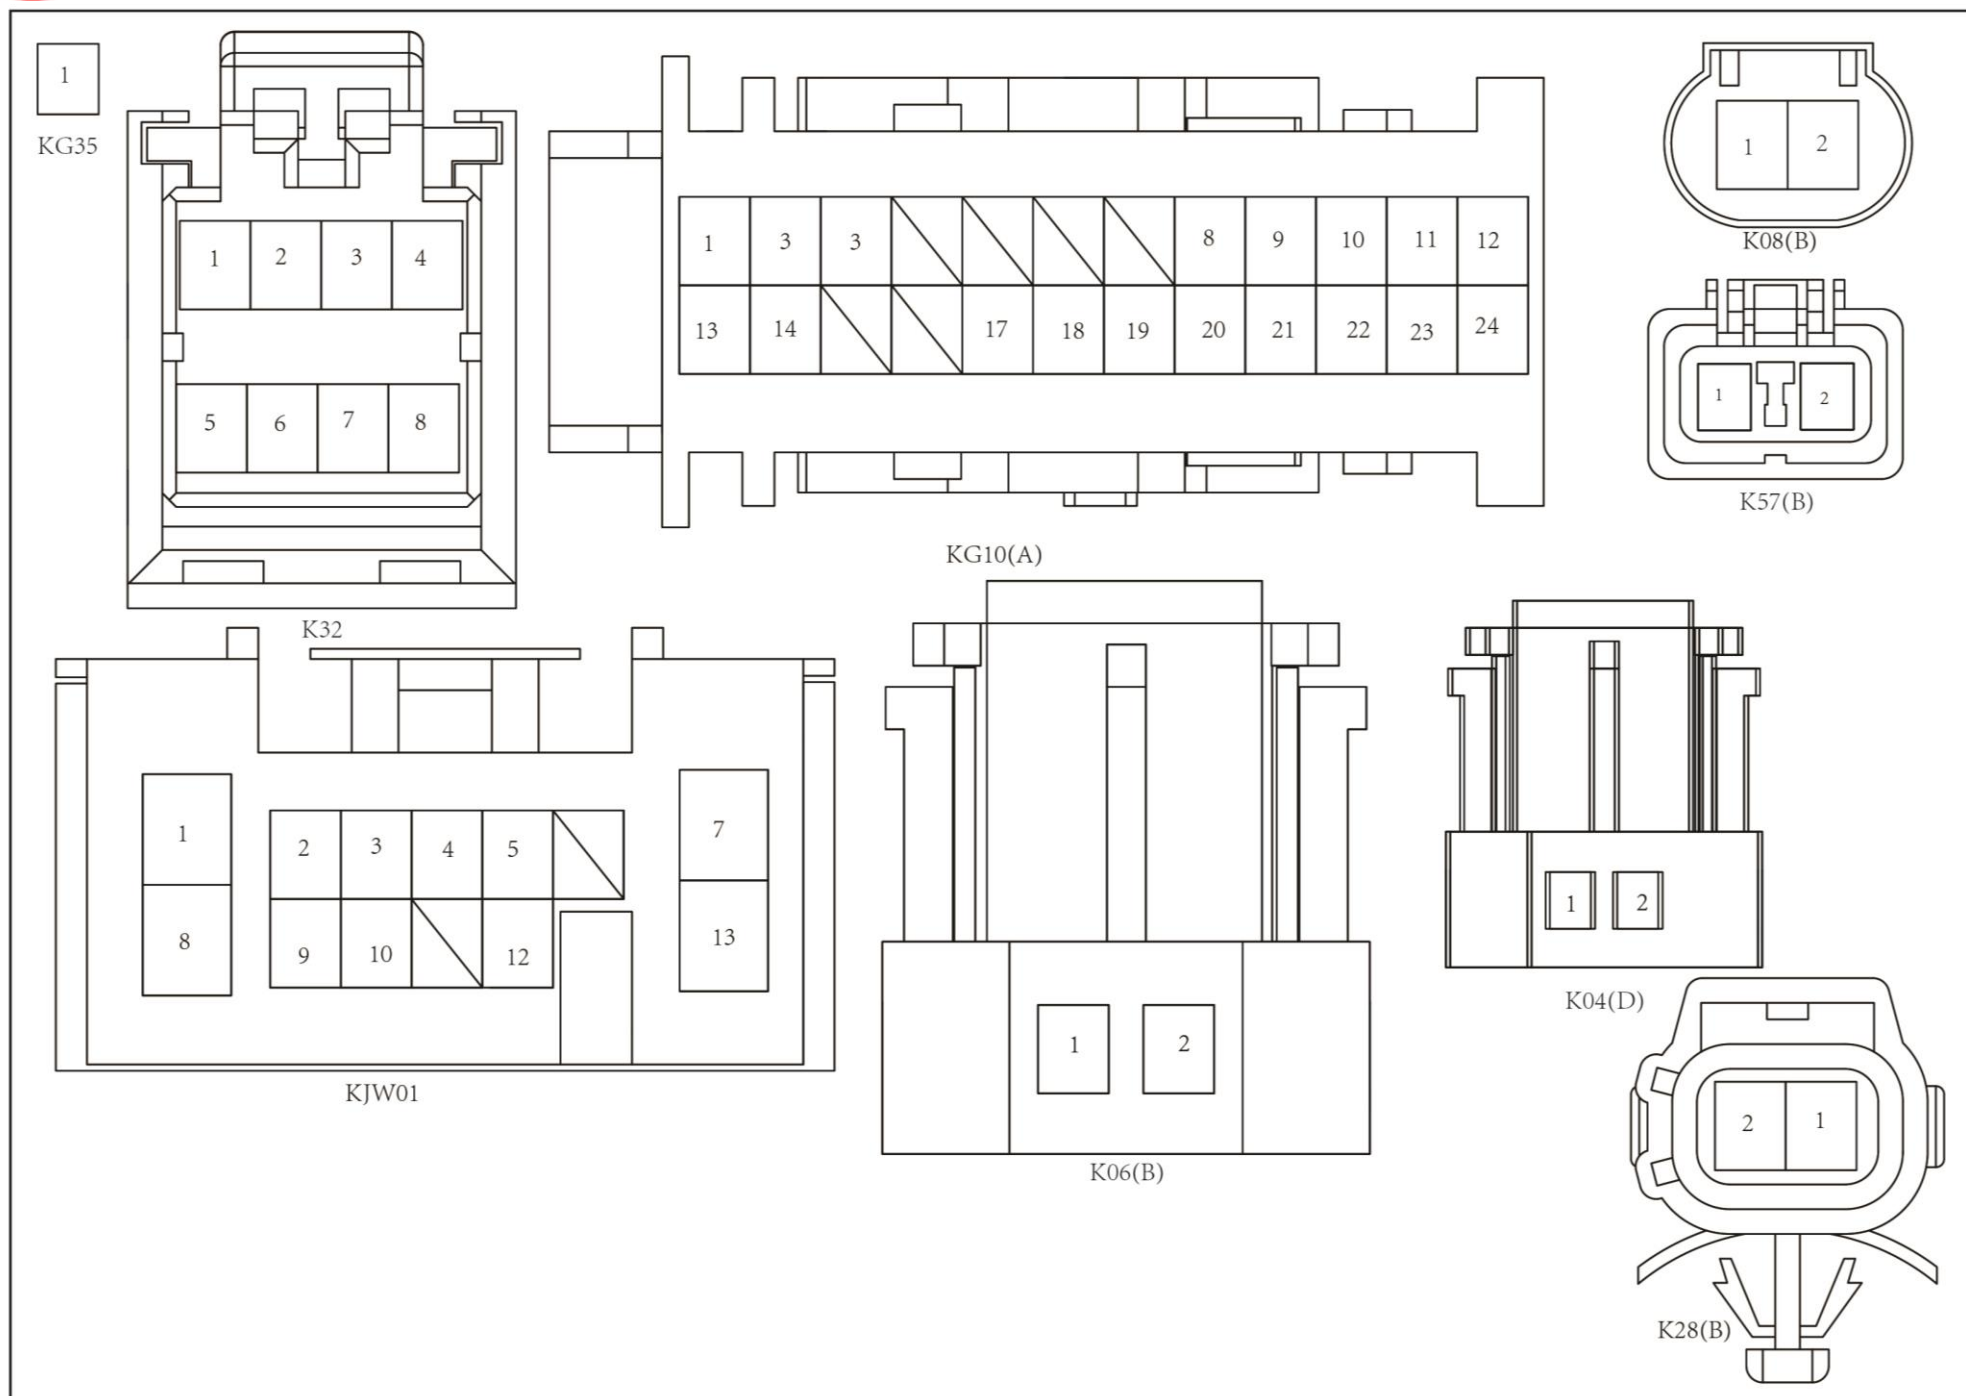 1
KG35
1 2 3 4
5 6 7 8
K32
1 3 3 8 9 10 11 12
13 14 17 18 19 20 21 22 23 24
KG10(A)
1 2
K08(B)
1 2
K57(B)
1 2 3 4 5 7
8 9 10 12 13
KJW01
1 2
K06(B)
1 2
K04(D)
2 1
K28(B)